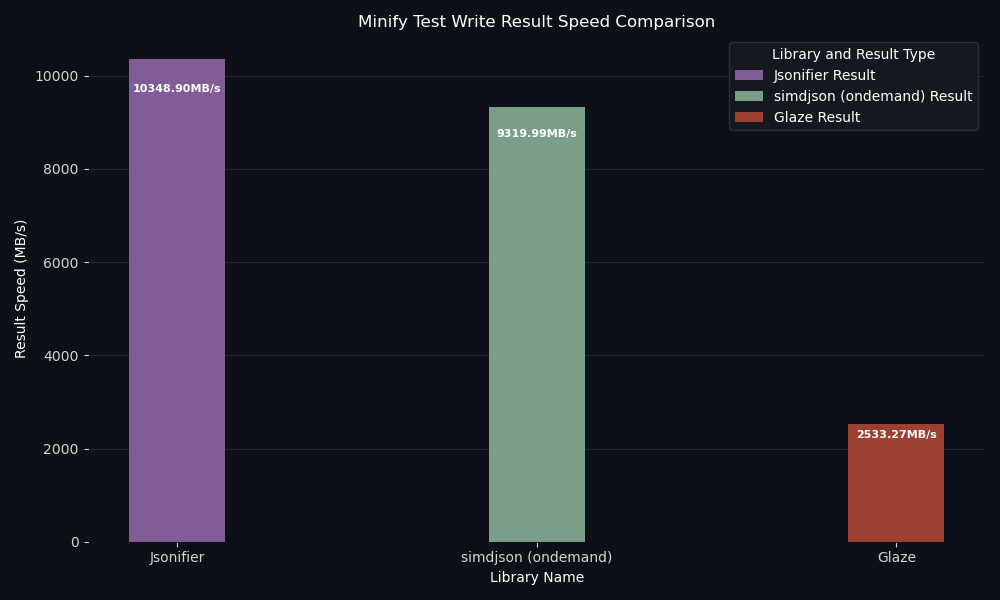 Minify Test Write Result Speed Comparison
Library and Result Type
Jsonifier Result
simdjson (ondemand) Result
Glaze Result
Result Speed (MB/s)
10000
8000
6000
4000
2000
0
10348.90MB/s
9319.99MB/s
2533.27MB/s
Jsonifier
simdjson (ondemand)
Glaze
Library Name